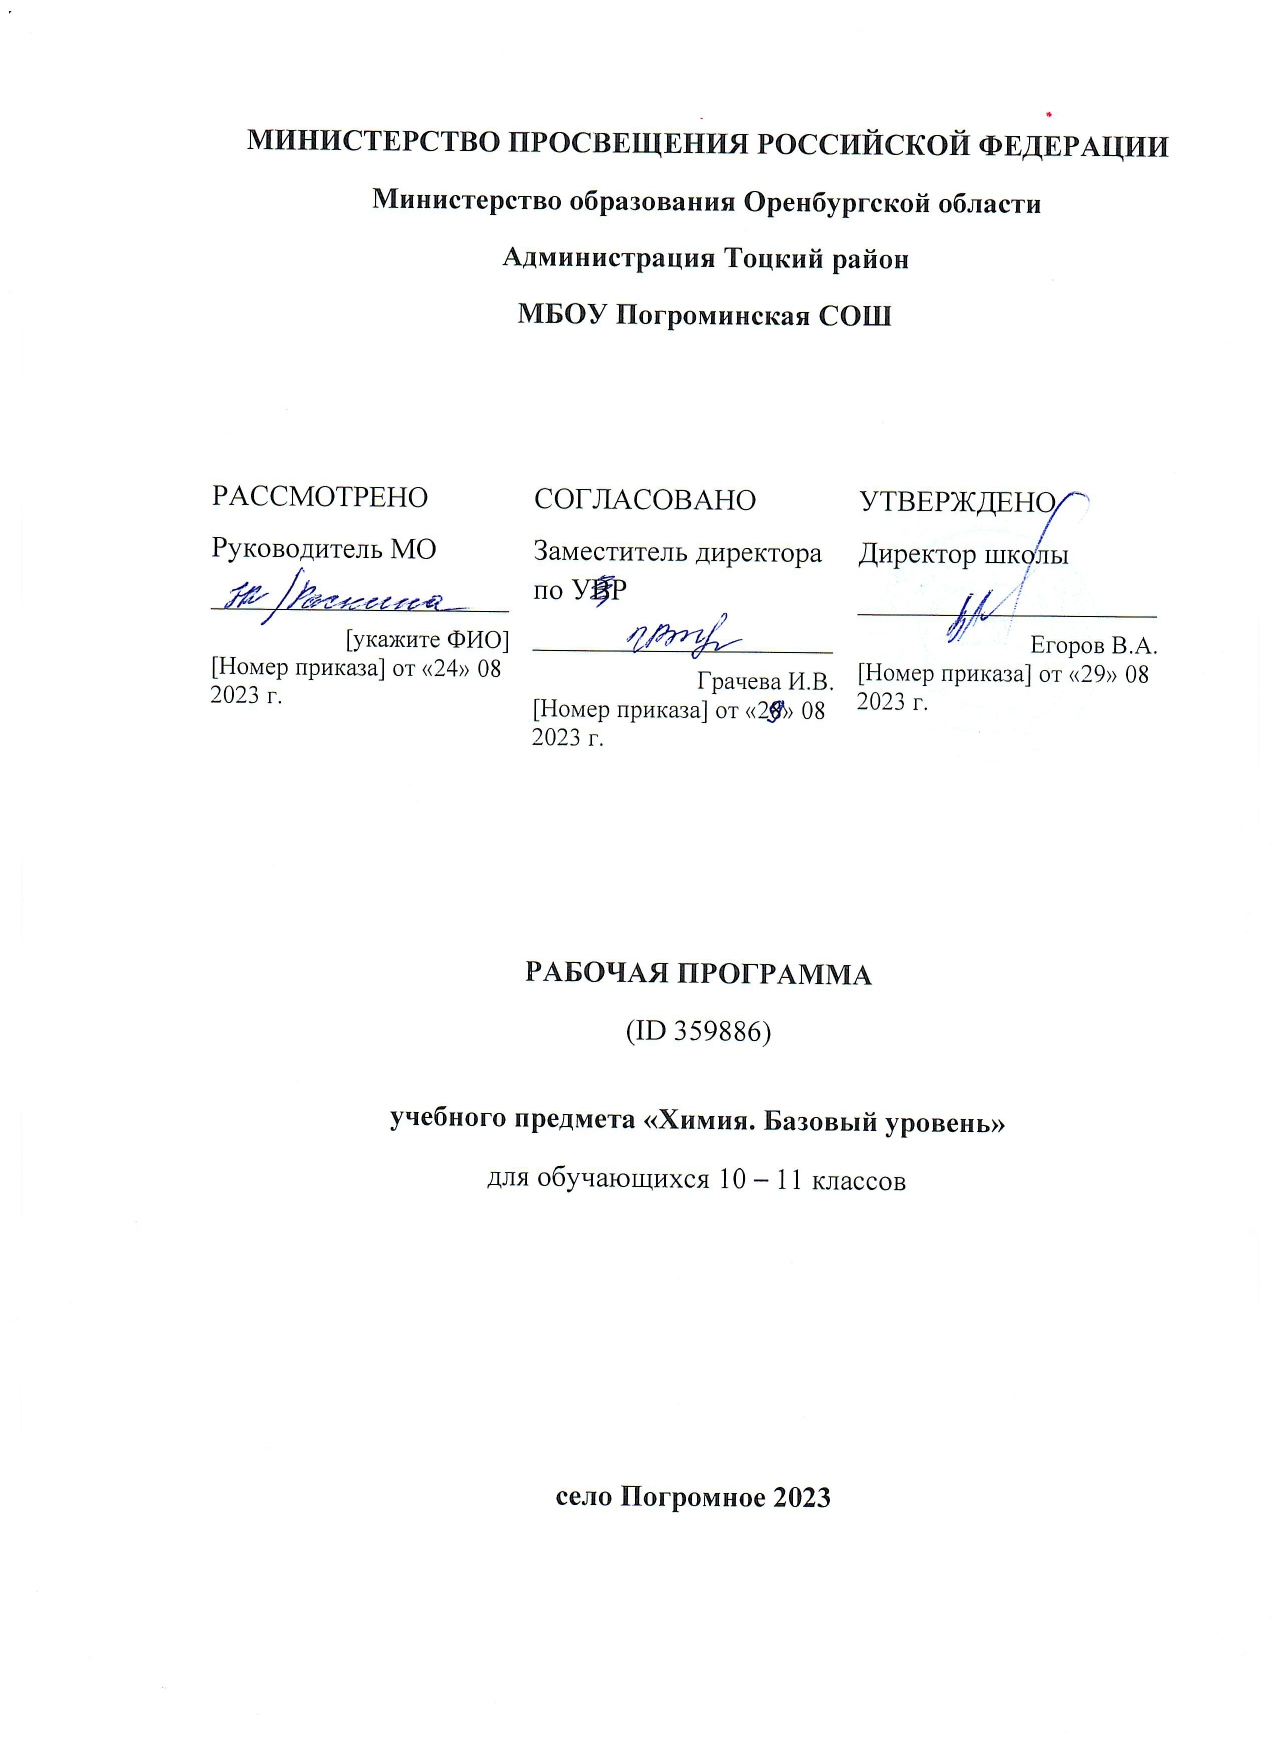 МИНИСТЕРСТВО ПРОСВЕЩЕНИЯ РОССИЙСКОЙ ФЕДЕРАЦИИ
Министерство образования Оренбургской области
Администрация Тоцкий район
МБОУ Погроминская СОШ
РАССМОТРЕНО
Руководитель МО
[укажите ФИО]
[Номер приказа] от «24» 08
2023 г.
СОГЛАСОВАНО
Заместитель директора
по УВР
Грачева И.В.
[Номер приказа] от «28» 08
2023 г.
УТВЕРЖДЕНО
Директор школы
Егоров В.А.
[Номер приказа] от «29» 08
2023 г.
РАБОЧАЯ ПРОГРАММА
(ID 359886)
учебного предмета «Химия. Базовый уровень»
для обучающихся 10 – 11 классов
село Погромное 2023